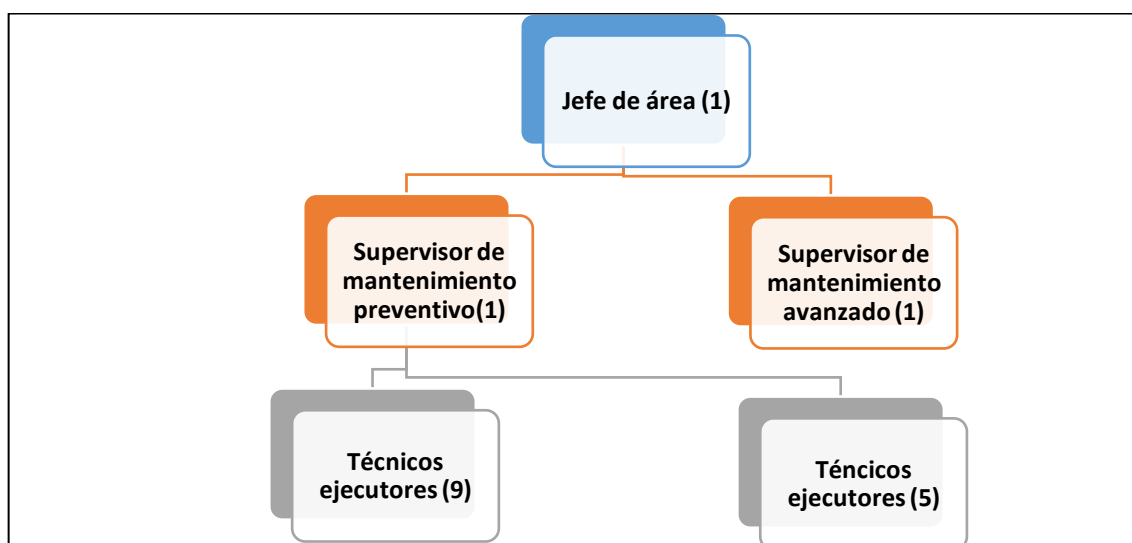 Jefe de área (1)
Supervisor de
mantenimiento
preventivo(1)
Supervisor de
mantenimiento
avanzado (1)
Técnicos
ejecutores (9)
Téncicos
ejecutores (5)